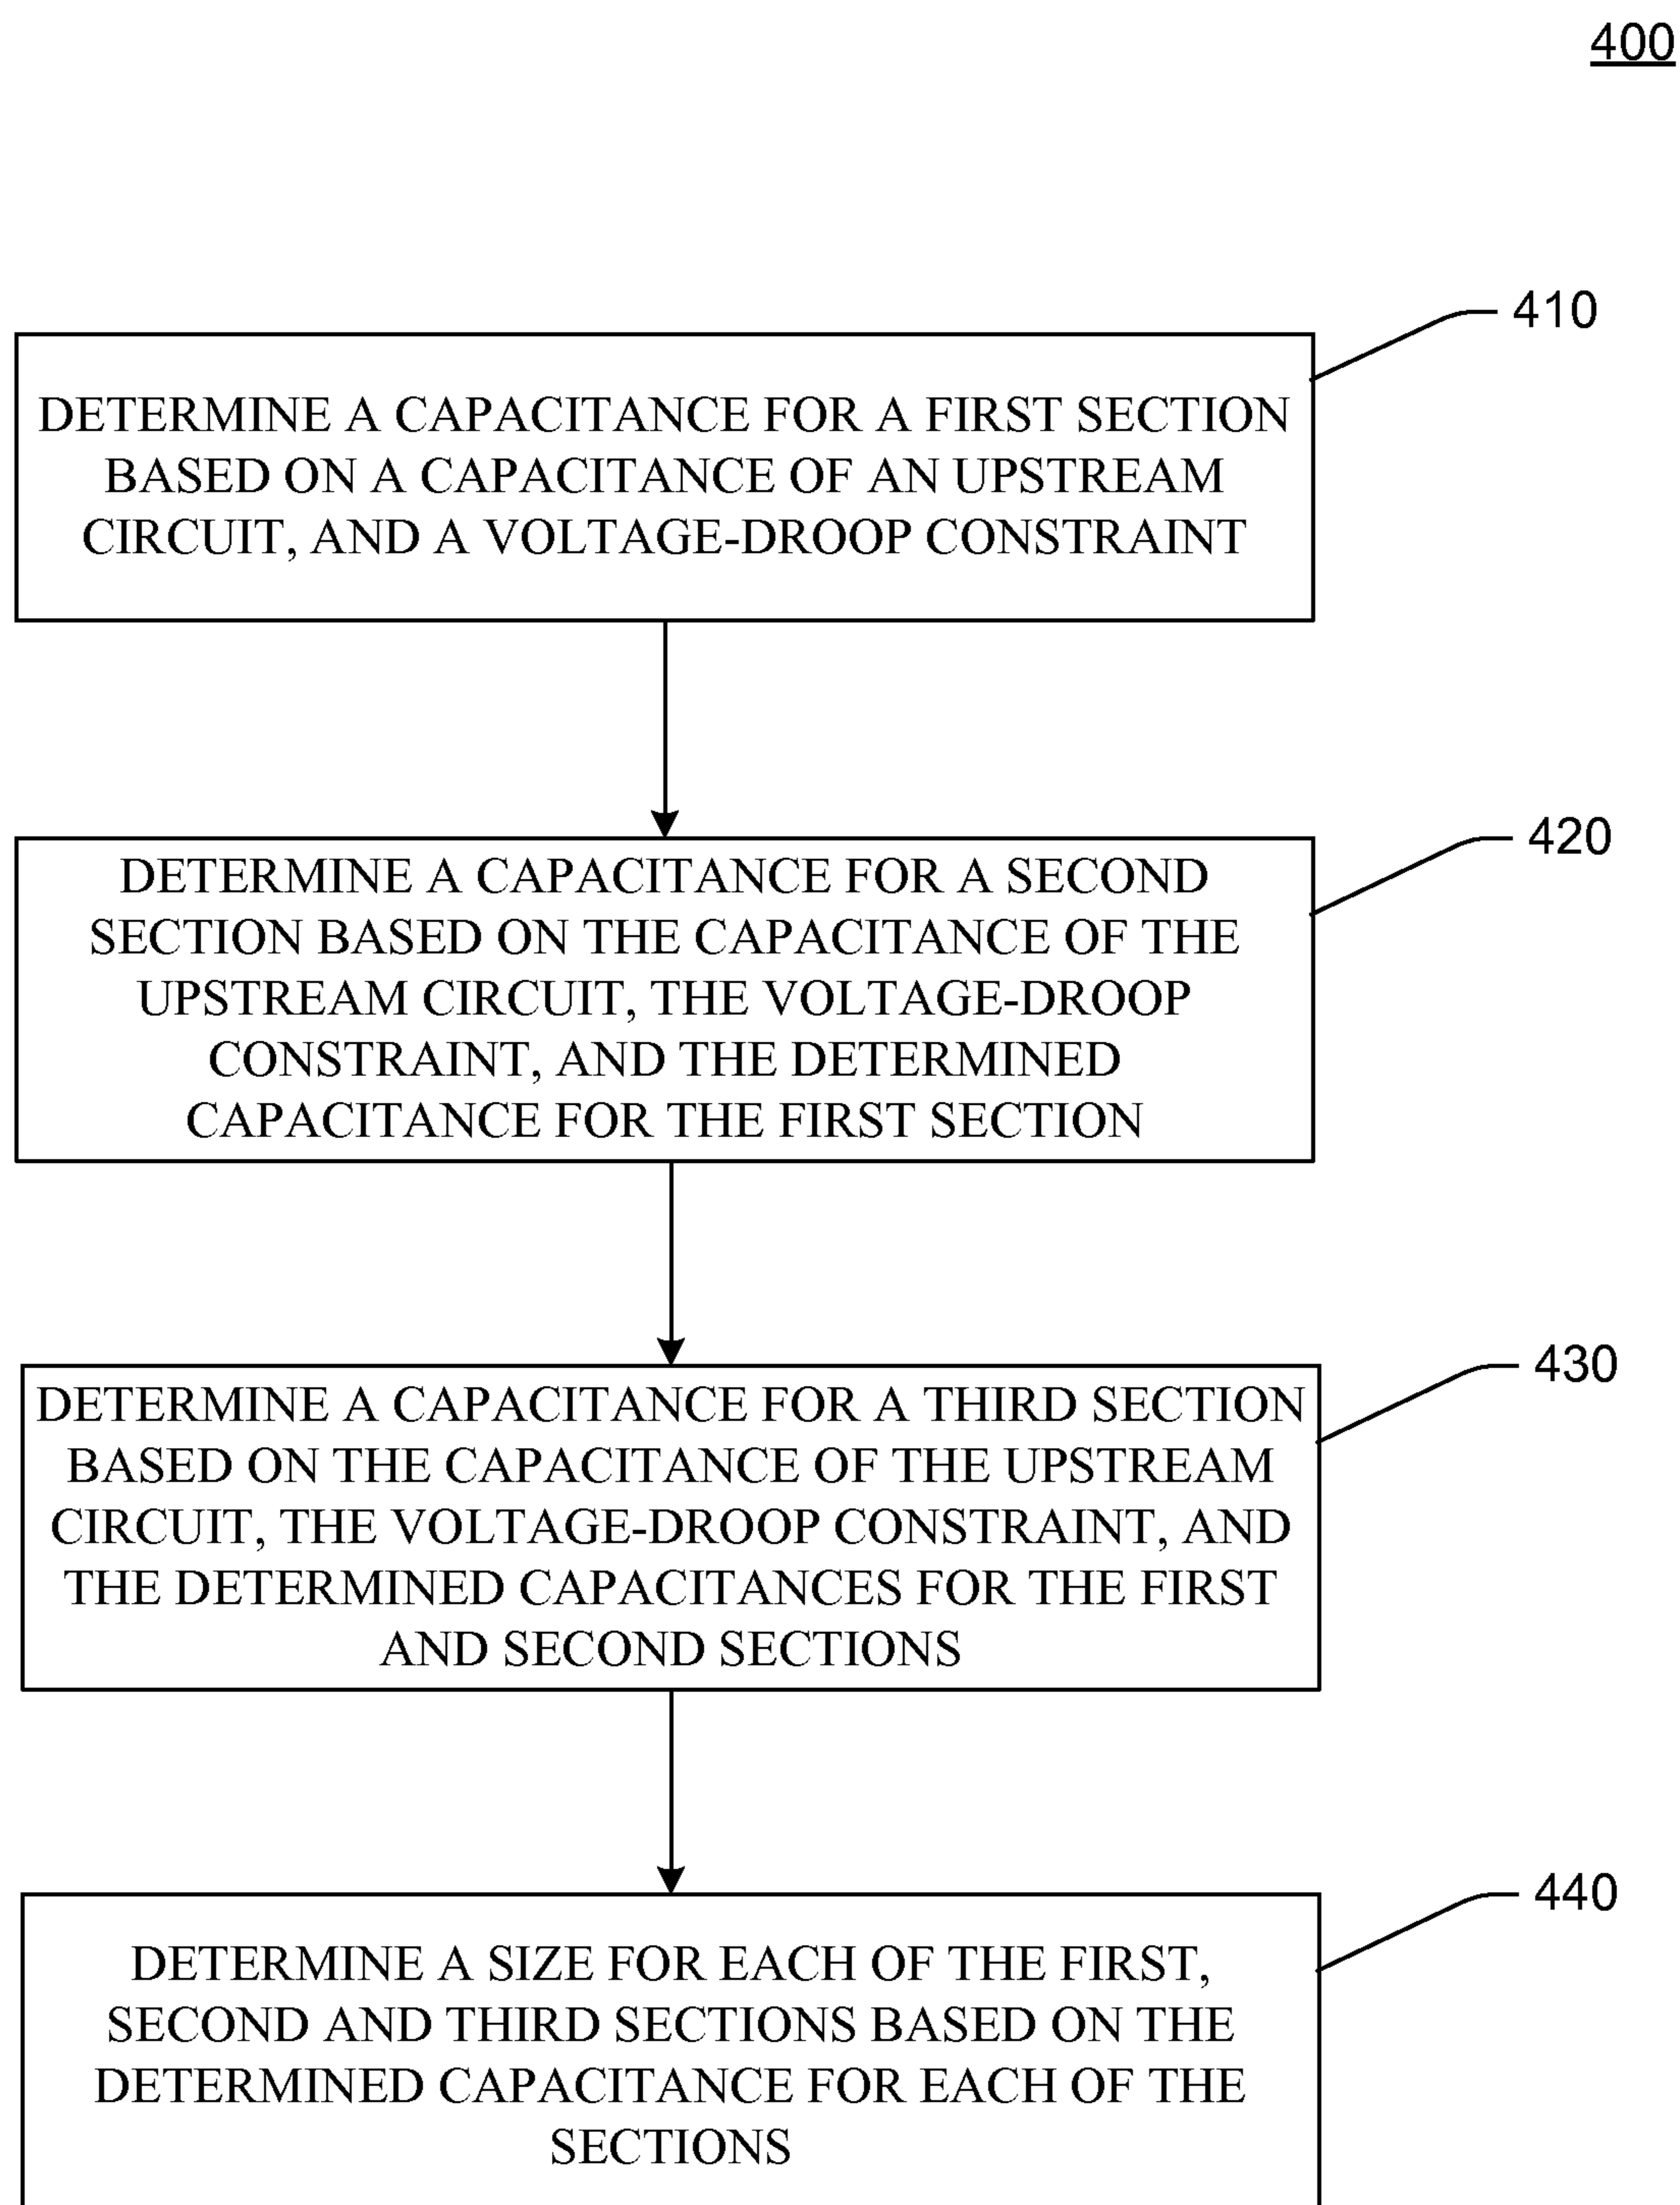 400
410
DETERMINE A CAPACITANCE FOR A FIRST SECTION
BASED ON A CAPACITANCE OF AN UPSTREAM
CIRCUIT, AND A VOLTAGE-DROOP CONSTRAINT
420
DETERMINE A CAPACITANCE FOR A SECOND
SECTION BASED ON THE CAPACITANCE OF THE
UPSTREAM CIRCUIT, THE VOLTAGE-DROOP
CONSTRAINT, AND THE DETERMINED
CAPACITANCE FOR THE FIRST SECTION
430
DETERMINE A CAPACITANCE FOR A THIRD SECTION
BASED ON THE CAPACITANCE OF THE UPSTREAM
CIRCUIT, THE VOLTAGE-DROOP CONSTRAINT, AND
THE DETERMINED CAPACITANCES FOR THE FIRST
AND SECOND SECTIONS
440
DETERMINE A SIZE FOR EACH OF THE FIRST,
SECOND AND THIRD SECTIONS BASED ON THE
DETERMINED CAPACITANCE FOR EACH OF THE
SECTIONS